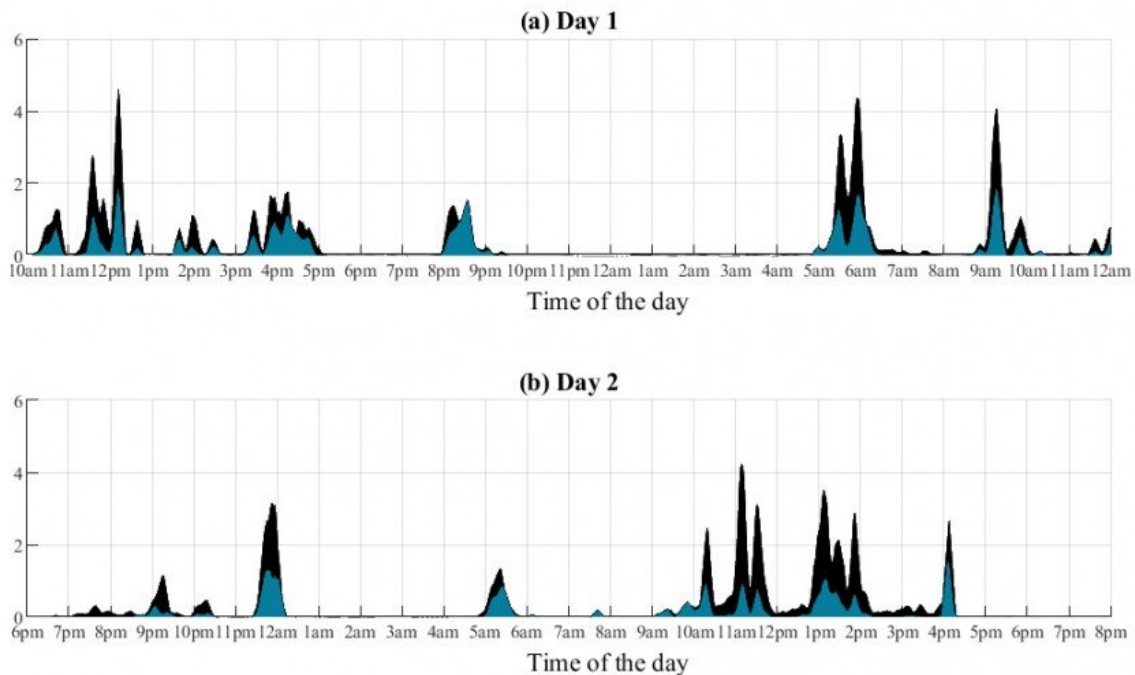 (a) Day 1
6
4
2
0
10am 11am 12pm 1pm 2pm 3pm 4pm 5pm 6pm 7pm 8pm 9pm 10pm 11pm 12am 1am 2am 3am 4am 5am 6am 7am 8am 9am 10am 11am 12am
Time of the day
(b) Day 2
6
4
2
0
6pm 7pm 8pm 9pm 10pm 11pm 12am 1am 2am 3am 4am 5am 6am 7am 8am 9am 10am 11am 12pm 1pm 2pm 3pm 4pm 5pm 6pm 7pm 8pm
Time of the day